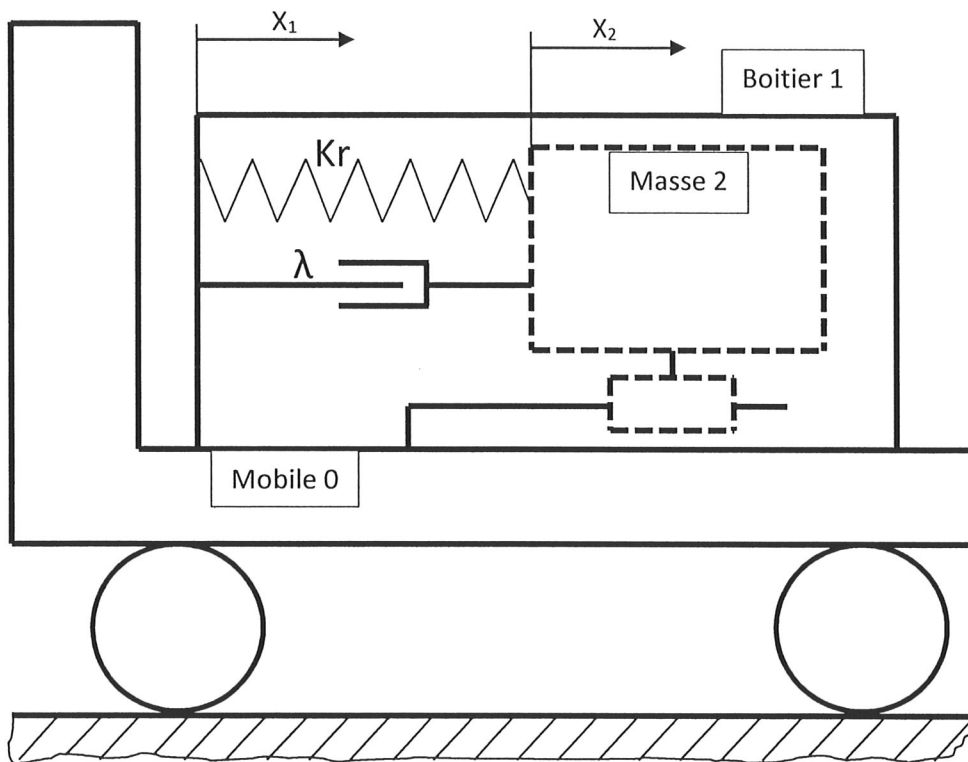 X₁
X₂
Boitier 1
Kr
Masse 2
λ
Mobile 0